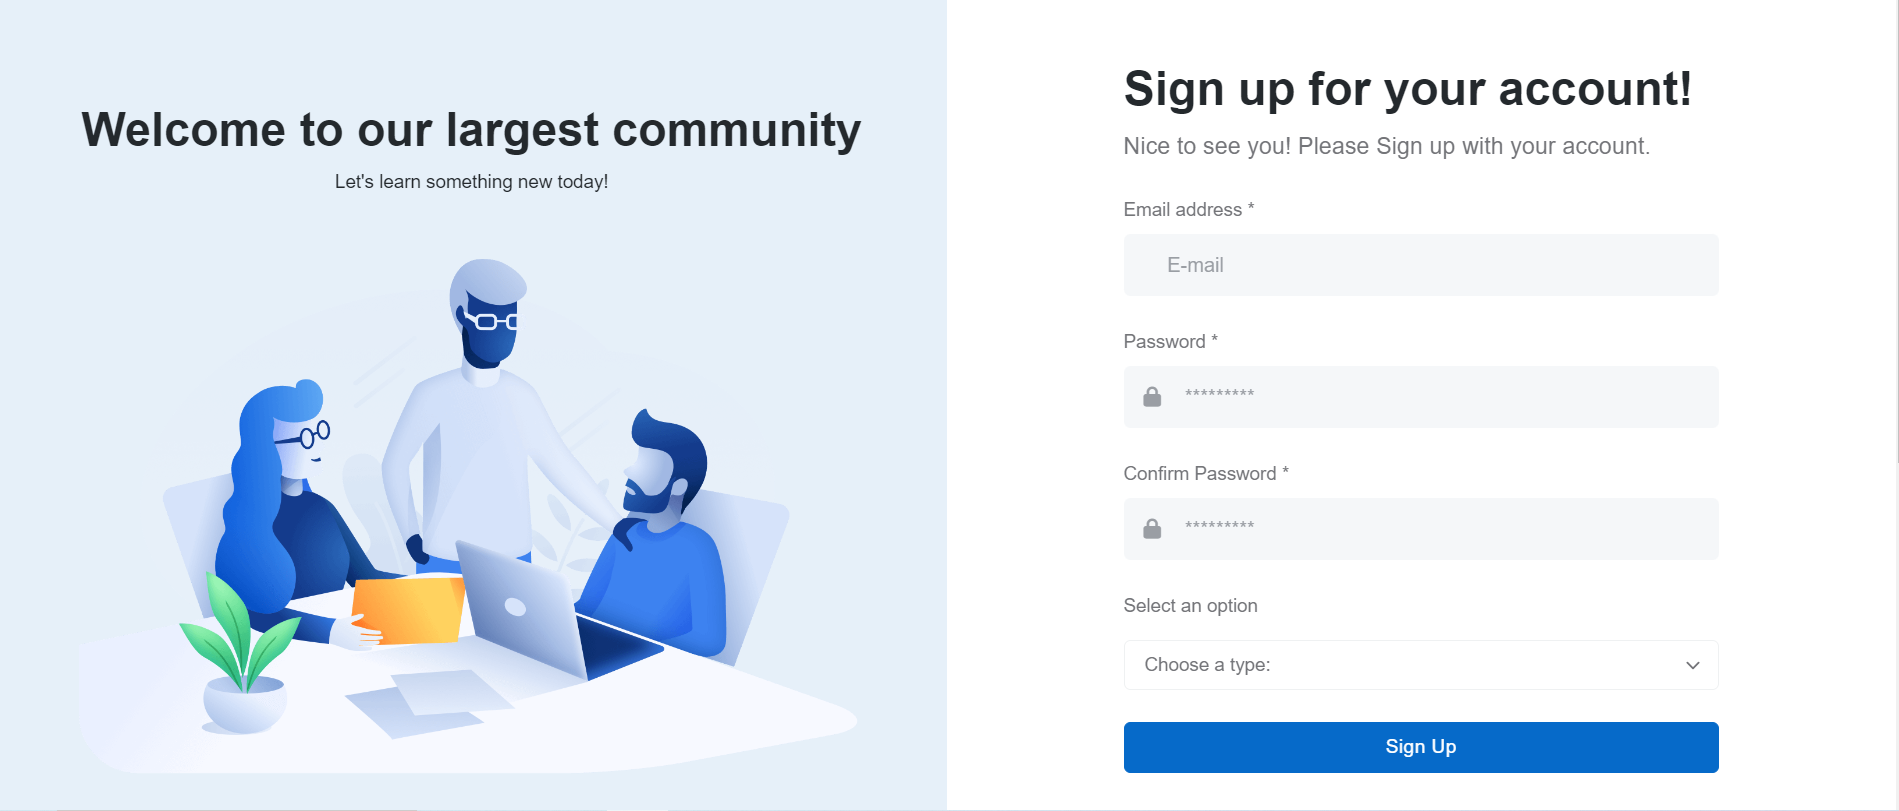 Welcome to our largest community
Let's learn something new today!
Sign up for your account!
Nice to see you! Please Sign up with your account.
Email address *
E-mail
Password *
*********
Confirm Password *
*********
Select an option
Choose a type:
Sign Up